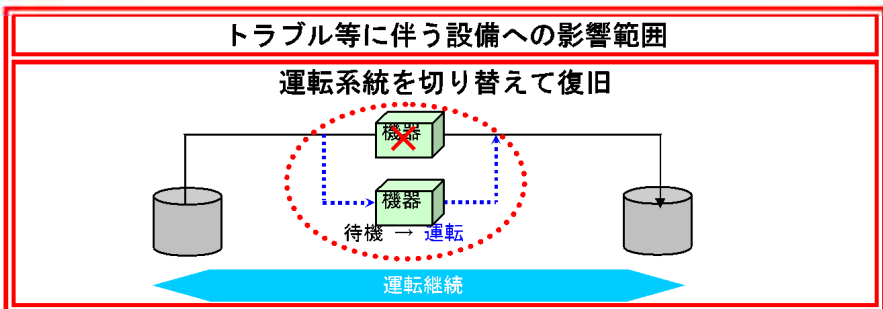 トラブル等に伴う設備への影響範囲
運転系統を切り替えて復旧
機器
機器
待機 → 運転
運転継続